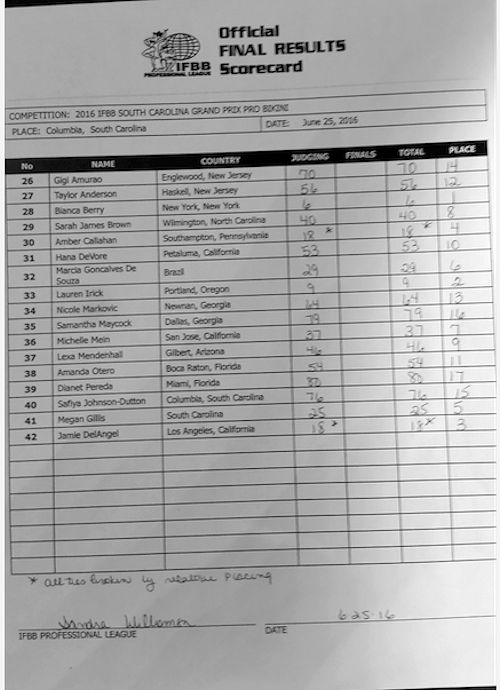 Official
FINAL RESULTS
IFBB Scorecard
PROFESSIONAL LEAGUE
COMPETITION: 2016 IFBB SOUTH CAROLINA GRAND PRIX PRO BIKINI
PLACE: Columbia, South Carolina DATE: June 25, 2016
No NAME COUNTRY JUDGING FINALS TOTAL PLACE
26 Gigi Amurao Englewood, New Jersey 70 70 14
27 Taylor Anderson Haskell, New Jersey 56 56 12
28 Bianca Berry New York, New York 6 6 1
29 Sarah James Brown Wilmington, North Carolina 40 40 8
30 Amber Callahan Southampton, Pennsylvania 18 * 18 * 4
31 Hana DeVore Petaluma, California 53 53 10
32 Marcia Goncalves De Souza Brazil 29 29 6
33 Lauren Irick Portland, Oregon 9 9 2
34 Nicole Markovic Newnan, Georgia 64 64 13
35 Samantha Maycock Dallas, Georgia 79 79 16
36 Michelle Mein San Jose, California 37 37 7
37 Lexa Mendenhall Gilbert, Arizona 46 46 9
38 Amanda Otero Boca Raton, Florida 54 54 11
39 Dianet Pereda Miami, Florida 80 80 17
40 Safiya Johnson-Dutton Columbia, South Carolina 76 76 15
41 Megan Gillis South Carolina 25 25 5
42 Jamie DelAngel Los Angeles, California 18 * 18 * 3
* all ties broken by relative placing
Sandra Williamson 6-25-16
IFBB PROFESSIONAL LEAGUE DATE